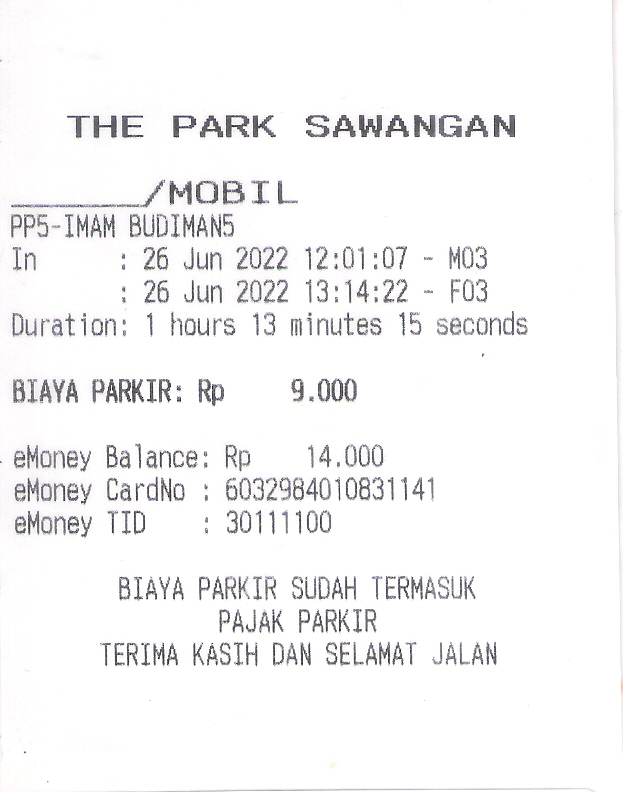 THE PARK SAWANGAN
______/MOBIL
PP5-IMAM BUDIMAN5
In : 26 Jun 2022 12:01:07 - M03
: 26 Jun 2022 13:14:22 - F03
Duration: 1 hours 13 minutes 15 seconds
BIAYA PARKIR: Rp 9.000
eMoney Balance: Rp 14.000
eMoney CardNo : 6032984010831141
eMoney TID : 30111100
BIAYA PARKIR SUDAH TERMASUK
PAJAK PARKIR
TERIMA KASIH DAN SELAMAT JALAN